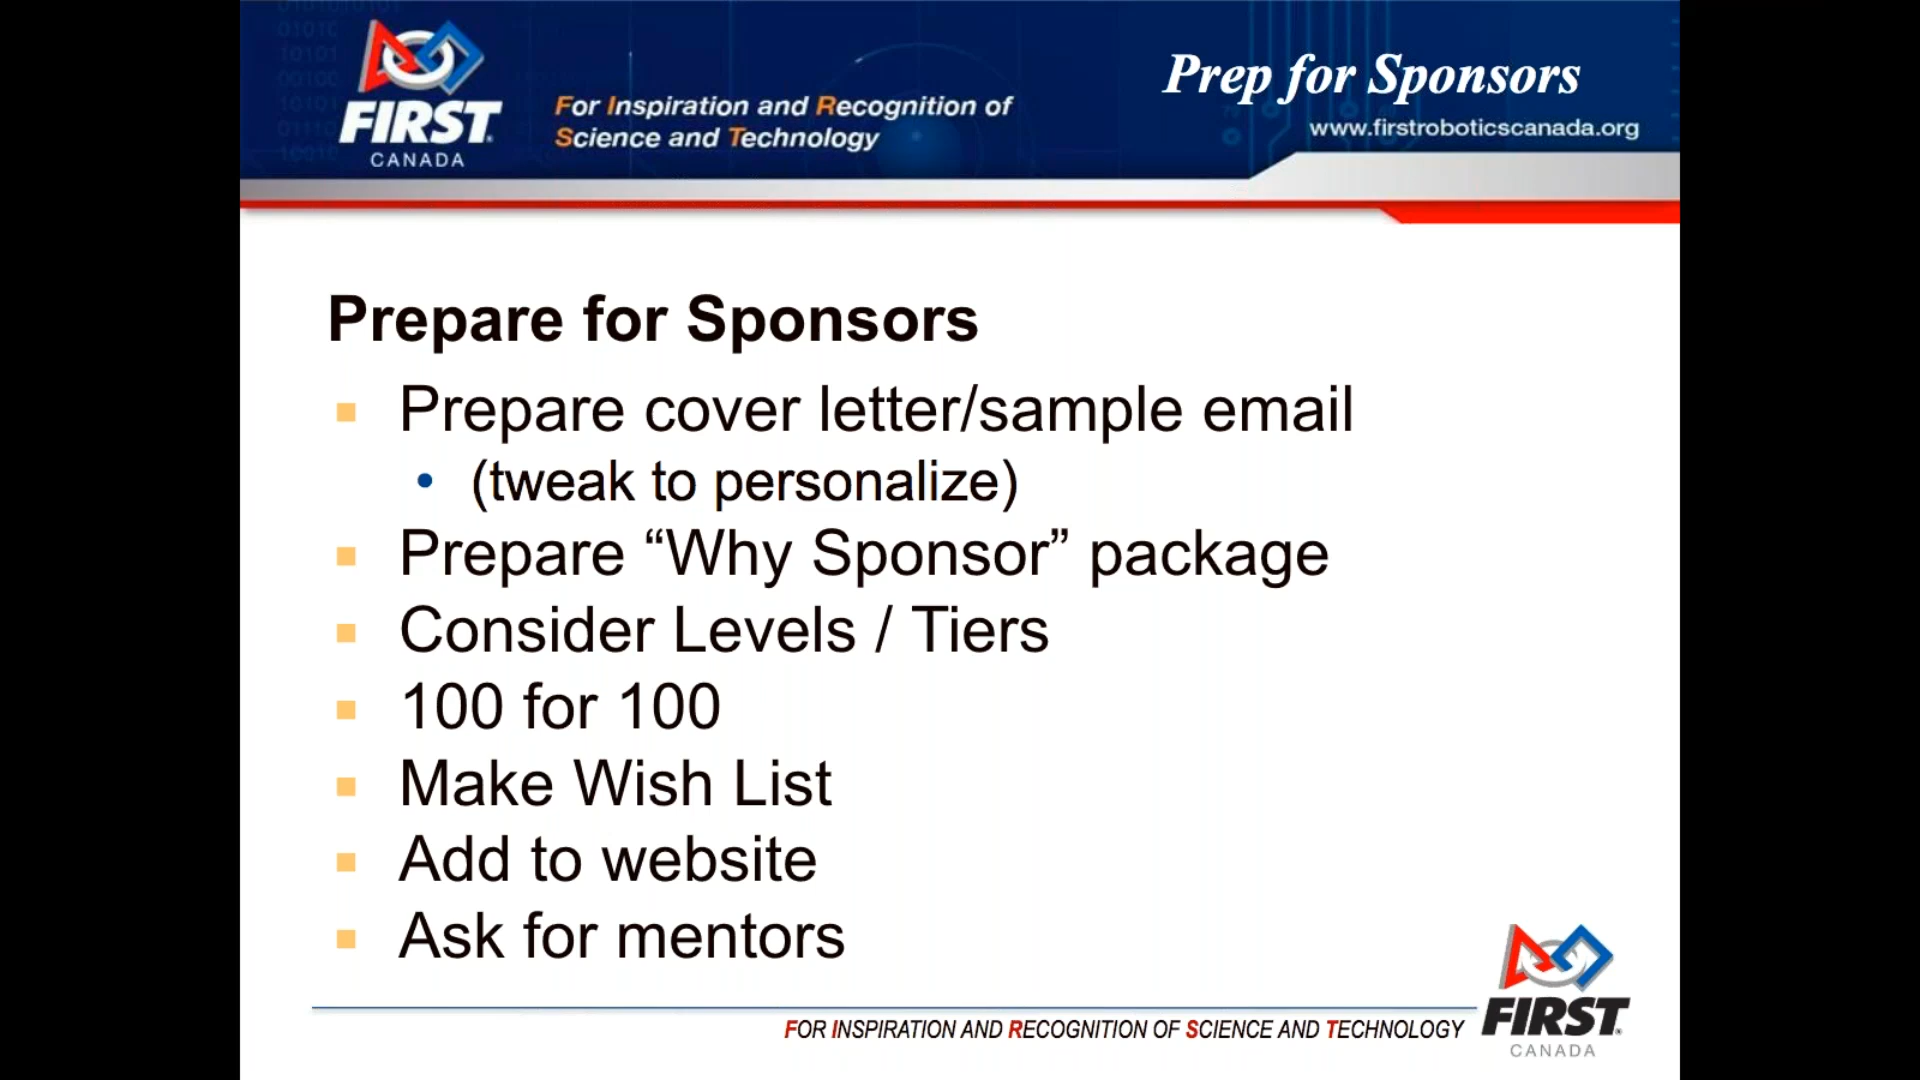 FIRST
CANADA
For Inspiration and Recognition of
Science and Technology
Prep for Sponsors
www.firstroboticscanada.org
Prepare for Sponsors
Prepare cover letter/sample email
(tweak to personalize)
Prepare “Why Sponsor” package
Consider Levels / Tiers
100 for 100
Make Wish List
Add to website
Ask for mentors
FOR INSPIRATION AND RECOGNITION OF SCIENCE AND TECHNOLOGY
FIRST
CANADA